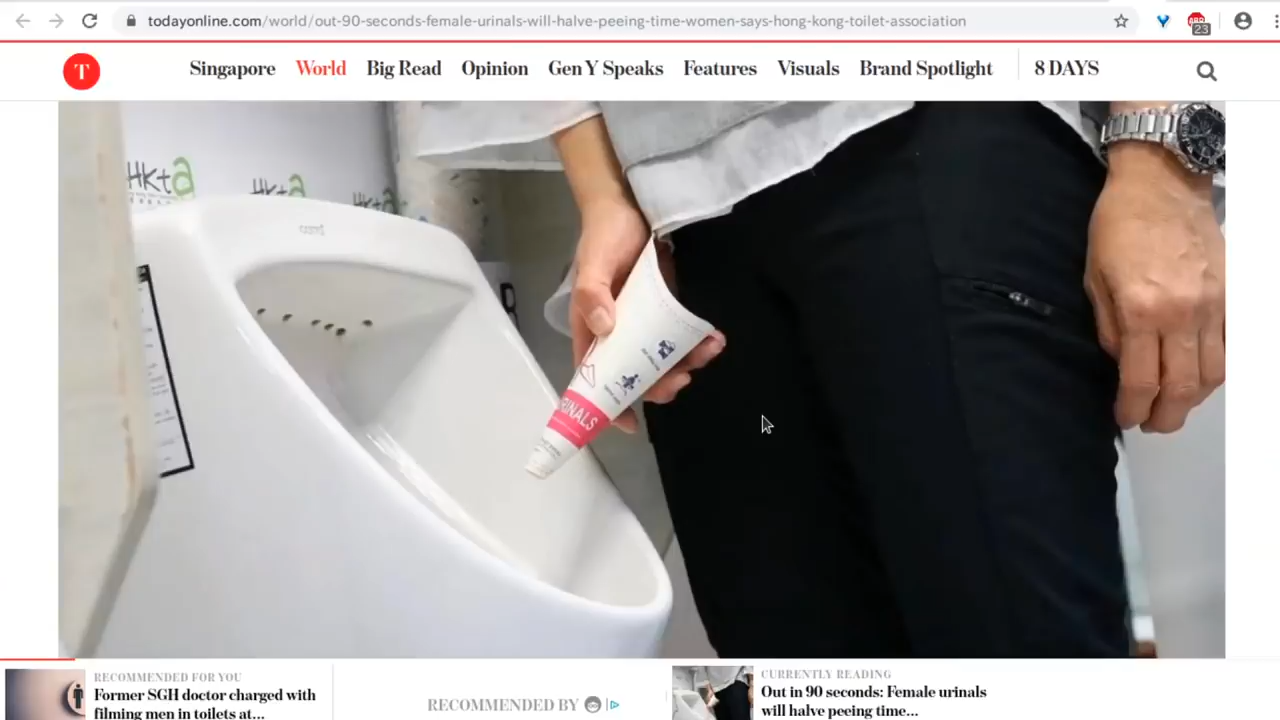 todayonline.com/world/out-90-seconds-female-urinals-will-halve-peeing-time-women-says-hong-kong-toilet-association
23
T
Singapore World Big Read Opinion Gen Y Speaks Features Visuals Brand Spotlight 8 DAYS
HKta
HKta
HKta
RINALS
RECOMMENDED FOR YOU
Former SGH doctor charged with
filming men in toilets at...
RECOMMENDED BY
CURRENTLY READING
Out in 90 seconds: Female urinals
will halve peeing time...